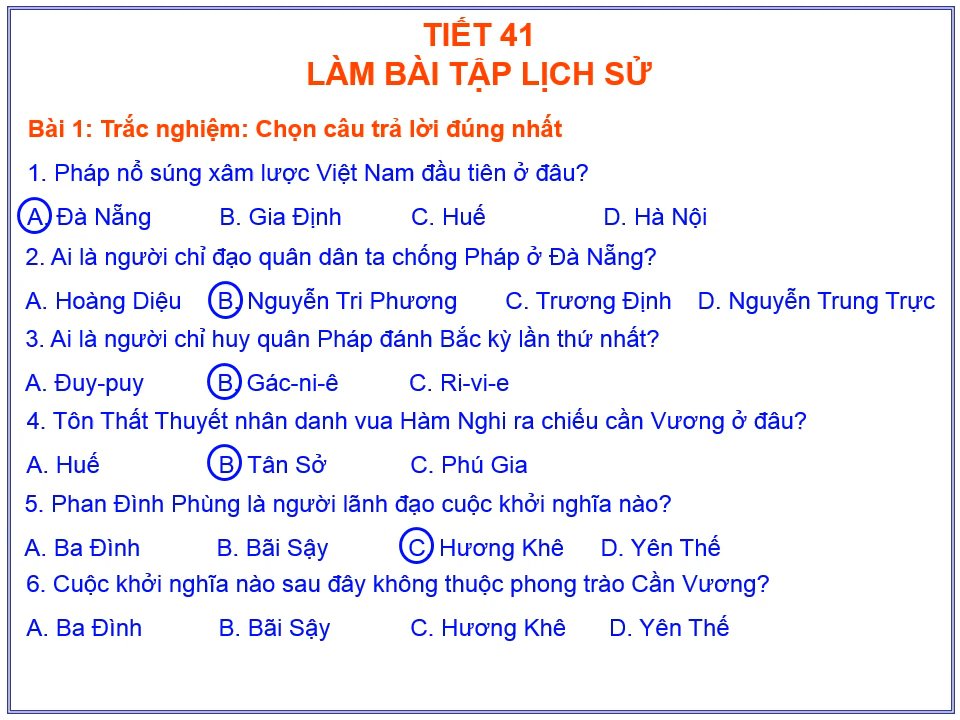 TIẾT 41
LÀM BÀI TẬP LỊCH SỬ
Bài 1: Trắc nghiệm: Chọn câu trả lời đúng nhất
1. Pháp nổ súng xâm lược Việt Nam đầu tiên ở đâu?
A. Đà Nẵng B. Gia Định C. Huế D. Hà Nội
2. Ai là người chỉ đạo quân dân ta chống Pháp ở Đà Nẵng?
A. Hoàng Diệu B. Nguyễn Tri Phương C. Trương Định D. Nguyễn Trung Trực
3. Ai là người chỉ huy quân Pháp đánh Bắc kỳ lần thứ nhất?
A. Đuy-puy B. Gác-ni-ê C. Ri-vi-e
4. Tôn Thất Thuyết nhân danh vua Hàm Nghi ra chiếu cần Vương ở đâu?
A. Huế B. Tân Sở C. Phú Gia
5. Phan Đình Phùng là người lãnh đạo cuộc khởi nghĩa nào?
A. Ba Đình B. Bãi Sậy C. Hương Khê D. Yên Thế
6. Cuộc khởi nghĩa nào sau đây không thuộc phong trào Cần Vương?
A. Ba Đình B. Bãi Sậy C. Hương Khê D. Yên Thế